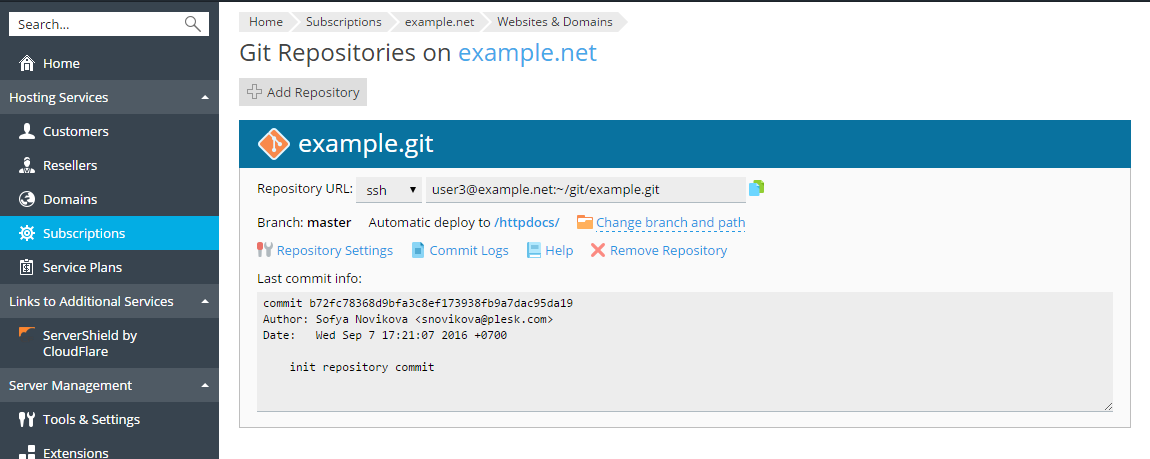 Search...
Home
Hosting Services
Customers
Resellers
Domains
Subscriptions
Service Plans
Links to Additional Services
ServerShield by
CloudFlare
Server Management
Tools & Settings
Extensions
Home Subscriptions example.net Websites & Domains
Git Repositories on example.net
Add Repository
example.git
Repository URL: ssh user3@example.net:~/git/example.git
Branch: master Automatic deploy to /httpdocs/ Change branch and path
Repository Settings Commit Logs Help Remove Repository
Last commit info:
commit b72fc78368d9bfa3c8ef173938fb9a7dac95da19
Author: Sofya Novikova <snovikova@plesk.com>
Date: Wed Sep 7 17:21:07 2016 +0700
init repository commit